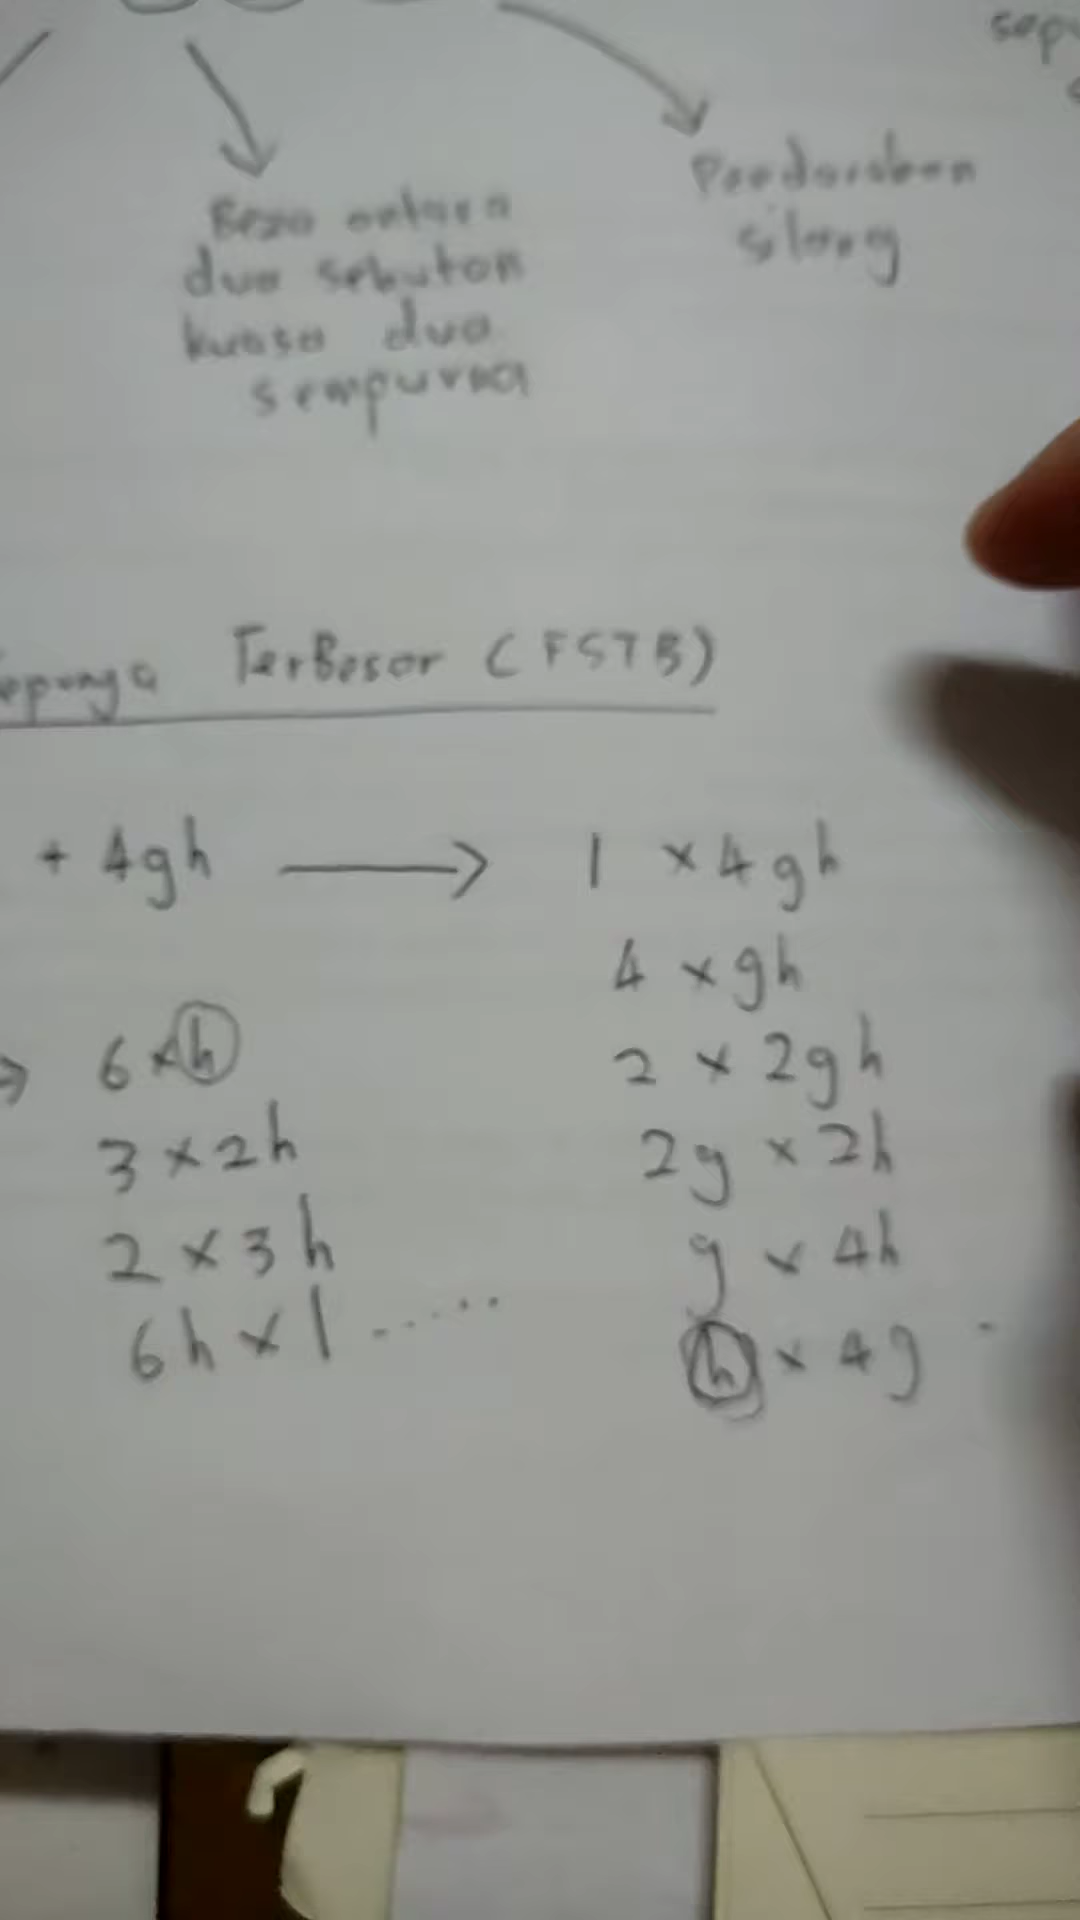 Beza antara
dua sebutan
kuasa dua
sempurna
Pendaraban
silang
TerBesar (FSTB)
+ 4gh → 1 × 4gh
4 × gh
6 × h
2 × 2gh
3 × 2h
2g × 2h
2 × 3h
g × 4h
6h × 1 .....
h × 4g